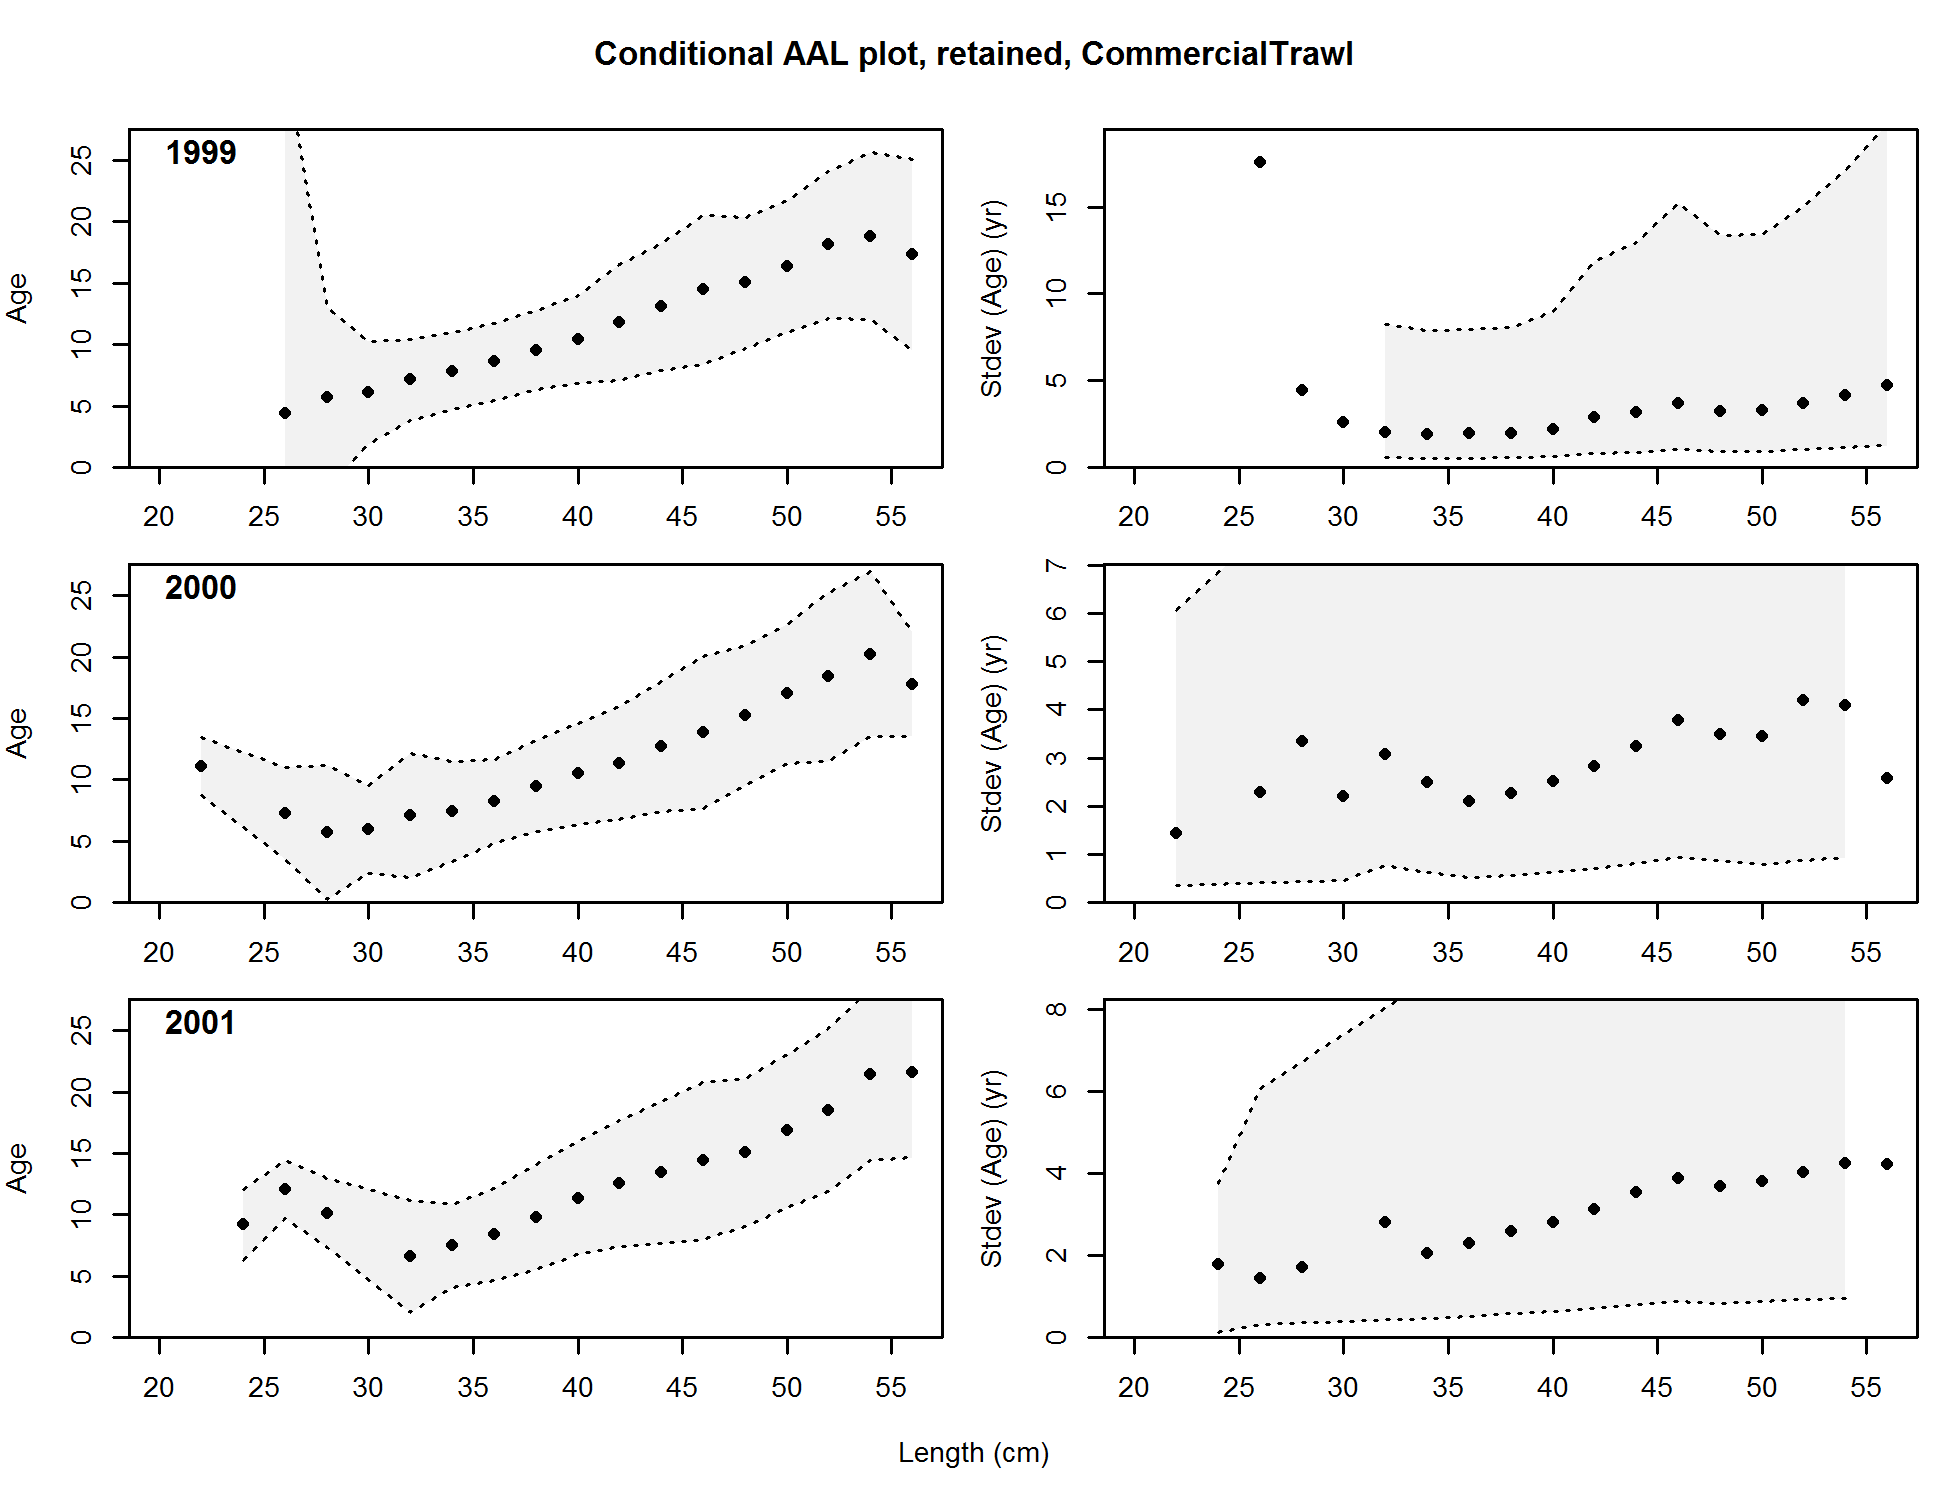 Conditional AAL plot, retained, CommercialTrawl
1999
Age
0 5 10 15 20 25
20 25 30 35 40 45 50 55
Stdev (Age) (yr)
0 5 10 15
20 25 30 35 40 45 50 55
2000
Age
0 5 10 15 20 25
20 25 30 35 40 45 50 55
Stdev (Age) (yr)
0 1 2 3 4 5 6 7
20 25 30 35 40 45 50 55
2001
Age
0 5 10 15 20 25
20 25 30 35 40 45 50 55
Stdev (Age) (yr)
0 2 4 6 8
20 25 30 35 40 45 50 55
Length (cm)